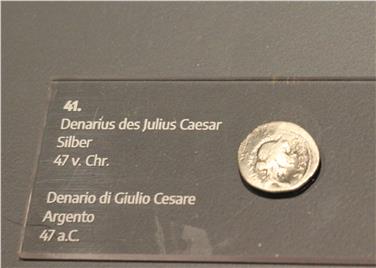 41.
Denarius des Julius Caesar
Silber
47 v. Chr.
Denario di Giulio Cesare
Argento
47 a.C.